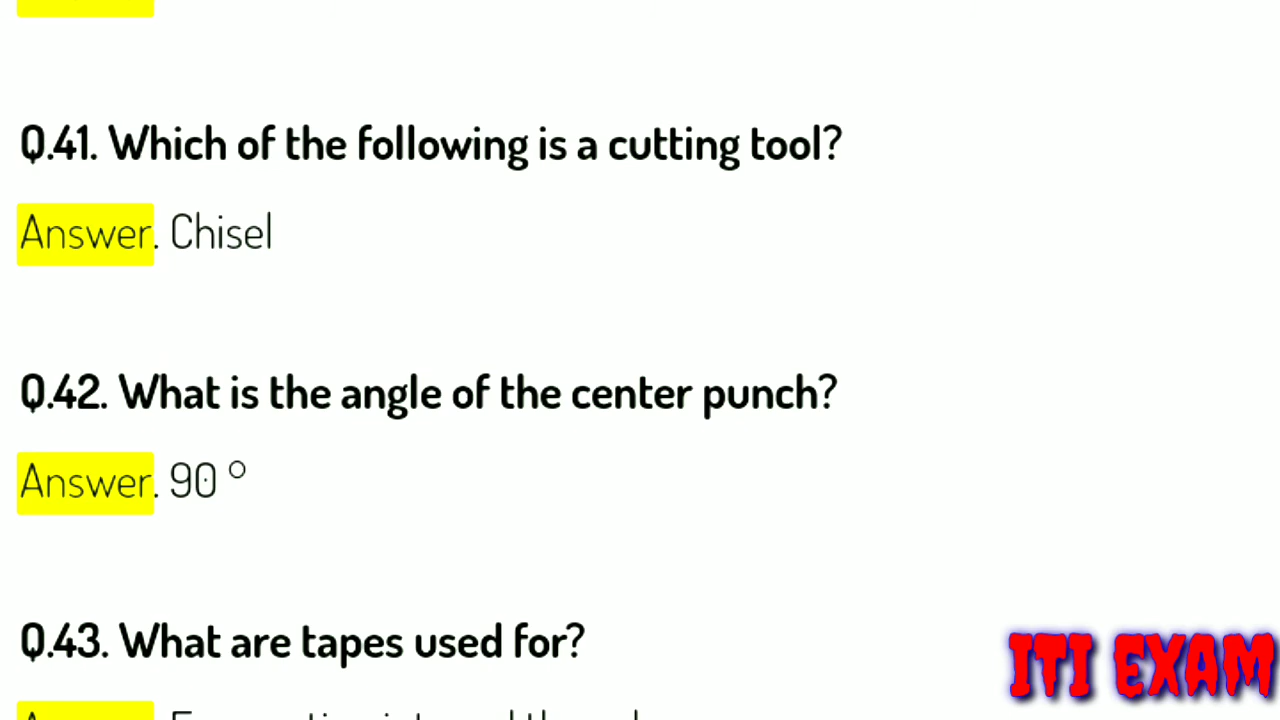 Q.41. Which of the following is a cutting tool?
Answer. Chisel
Q.42. What is the angle of the center punch?
Answer. 90 °
Q.43. What are tapes used for?
ITI EXAM